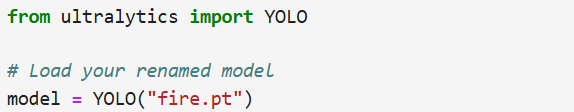 from ultralytics import YOLO
# Load your renamed model
model = YOLO("fire.pt")